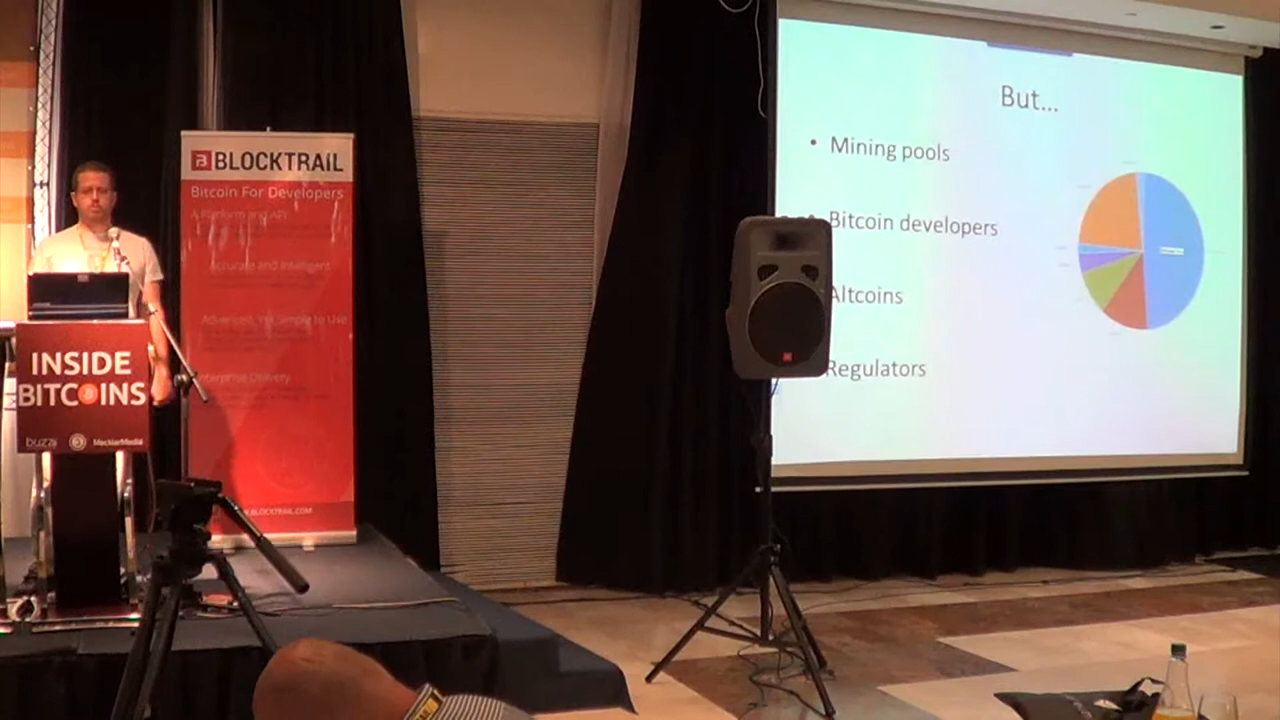 BLOCKTRAIL
Bitcoin For Developers
A Platform and API
Accurate and Intelligent
Advanced, Yet Simple to Use
Enterprise Delivery
WWW.BLOCKTRAIL.COM
INSIDE
BITCOINS
MecklerMedia
But...
• Mining pools
Bitcoin developers
Altcoins
Regulators